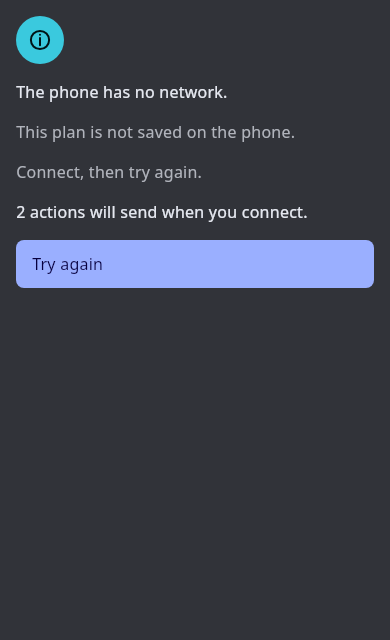 The phone has no network.
This plan is not saved on the phone.
Connect, then try again.
2 actions will send when you connect.
Try again